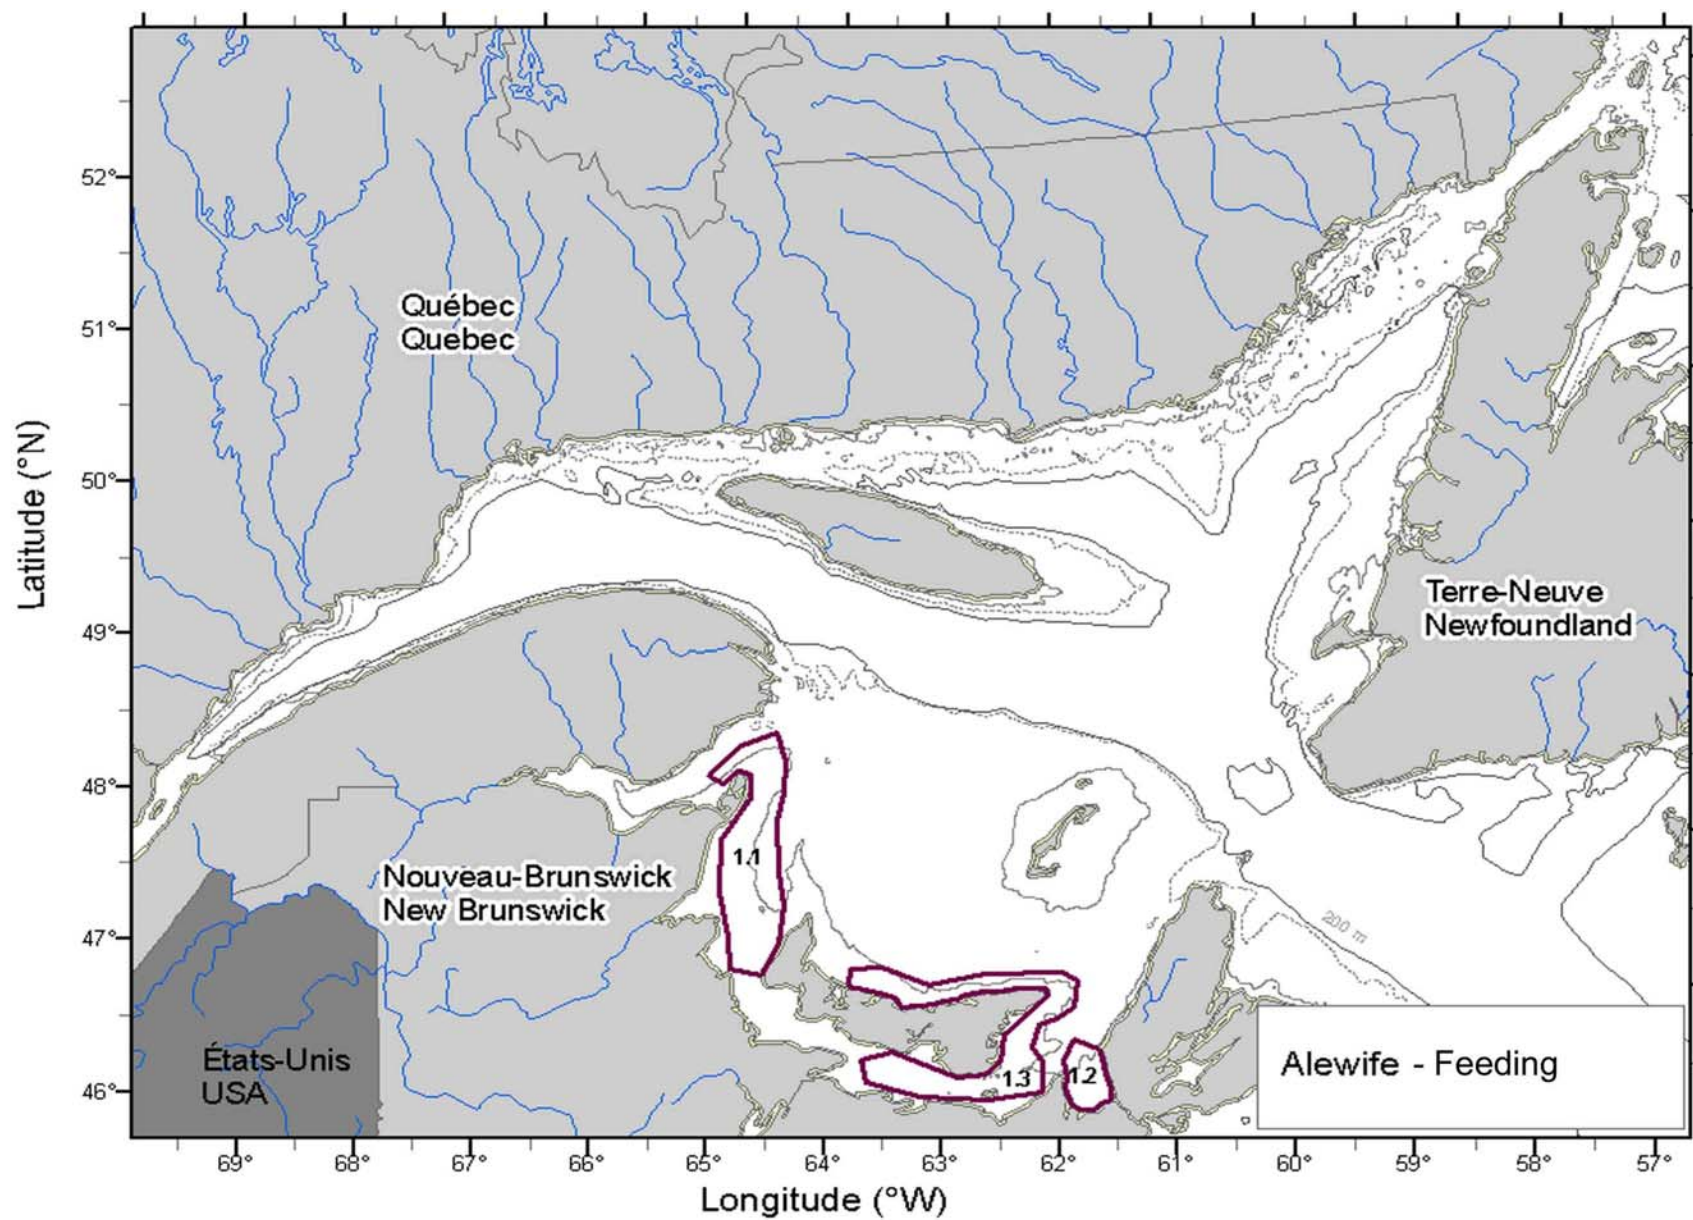 52°
51°
50°
49°
48°
47°
46°
Latitude (°N)
Québec
Quebec
Terre-Neuve
Newfoundland
Nouveau-Brunswick
New Brunswick
États-Unis
USA
1.1
1.3
1.2
200 m
Alewife - Feeding
69°
68°
67°
66°
65°
64°
63°
62°
61°
60°
59°
58°
57°
Longitude (°W)